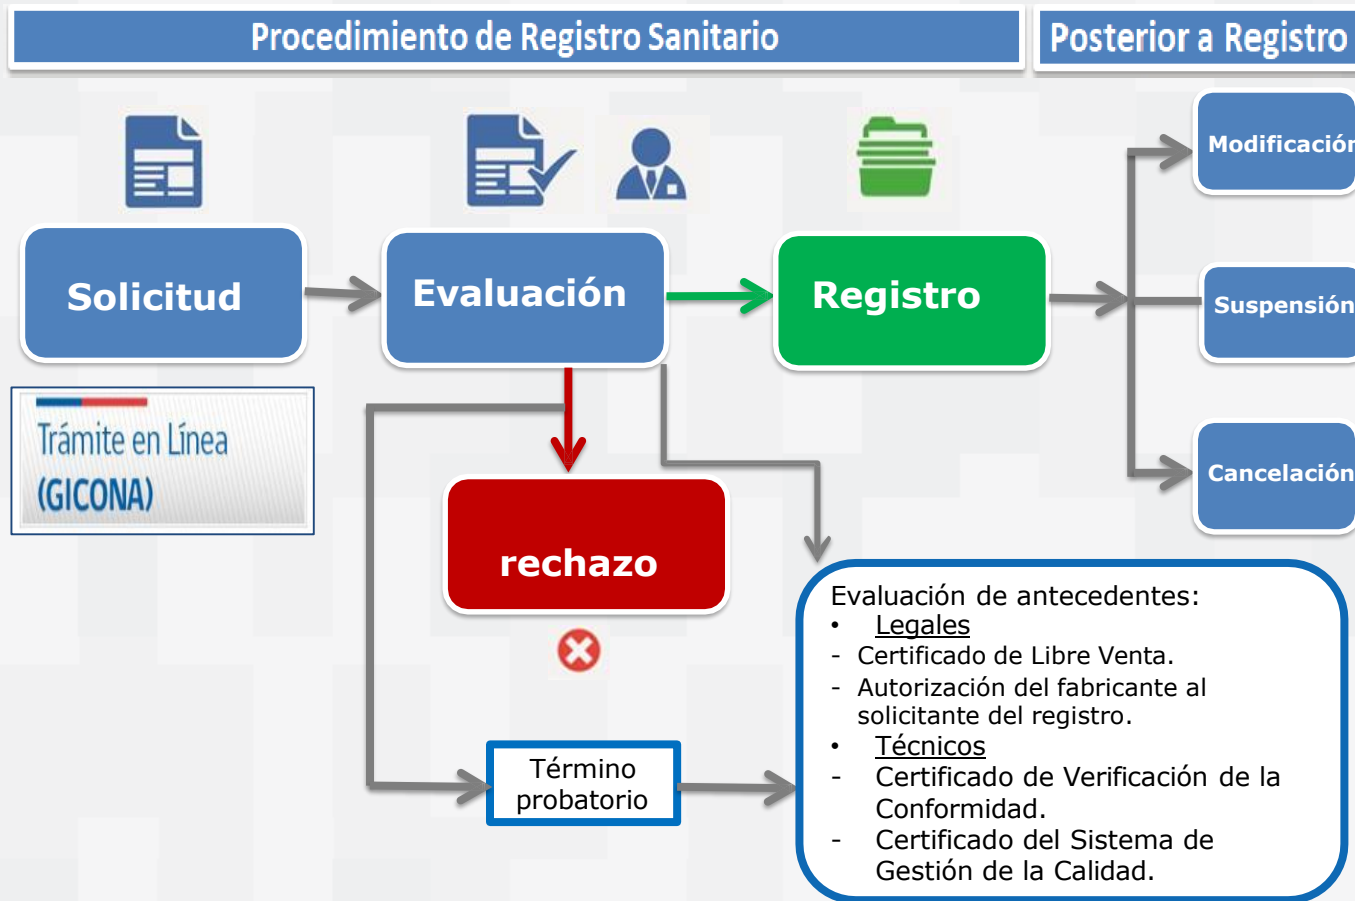 Procedimiento de Registro Sanitario
Posterior a Registro
Solicitud
Evaluación
Registro
Modificación
Suspensión
Cancelación
Trámite en Línea
(GICONA)
rechazo
Término
probatorio
Evaluación de antecedentes:
• Legales
- Certificado de Libre Venta.
- Autorización del fabricante al
solicitante del registro.
• Técnicos
- Certificado de Verificación de la
Conformidad.
- Certificado del Sistema de
Gestión de la Calidad.